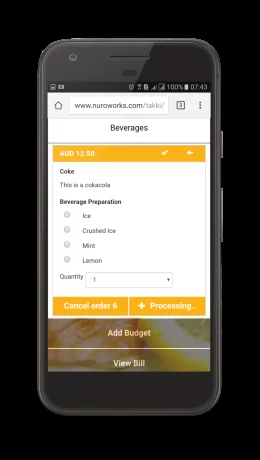 100% 07:43
www.nuroworks.com/takki/
3
Beverages
AUD 12.50
Coke
This is a cokacola
Beverage Preparation
Ice
Crushed Ice
Mint
Lemon
Quantity 1
Cancel order 6 + Processing..
Add Budget
View Bill